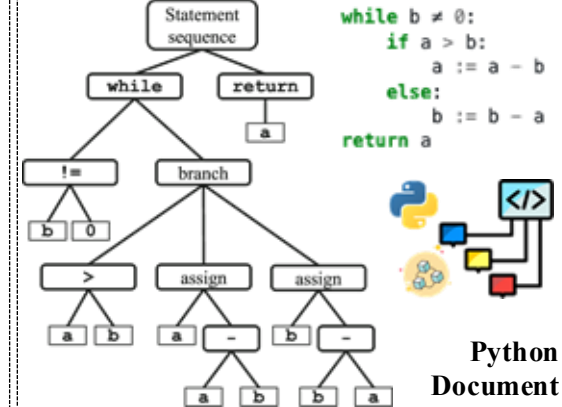 Statement
sequence
while
return
a
!=
branch
b
0
>
assign
assign
a
b
a
-
b
-
a
b
b
a
while b ≠ 0:
if a > b:
a := a - b
else:
b := b - a
return a
</>
Python
Document